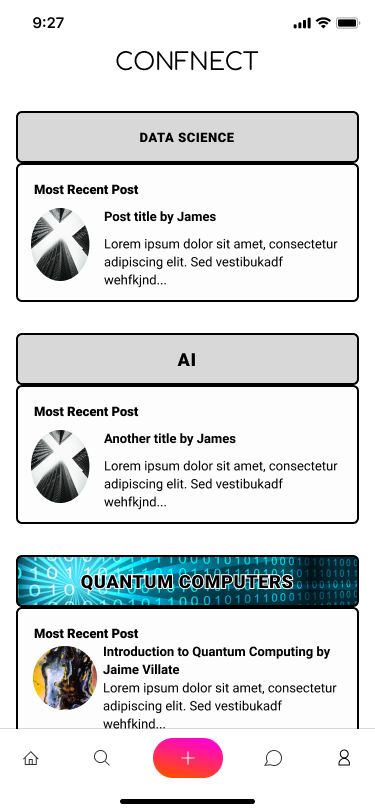 9:27
CONFNECT
DATA SCIENCE
Most Recent Post
Post title by James
Lorem ipsum dolor sit amet, consectetur
adipiscing elit. Sed vestibukadf
wehfkjnd...
AI
Most Recent Post
Another title by James
Lorem ipsum dolor sit amet, consectetur
adipiscing elit. Sed vestibukadf
wehfkjnd...
QUANTUM COMPUTERS
Most Recent Post
Introduction to Quantum Computing by
Jaime Villate
Lorem ipsum dolor sit amet, consectetur
adipiscing elit. Sed vestibukadf
wehfkjnd...